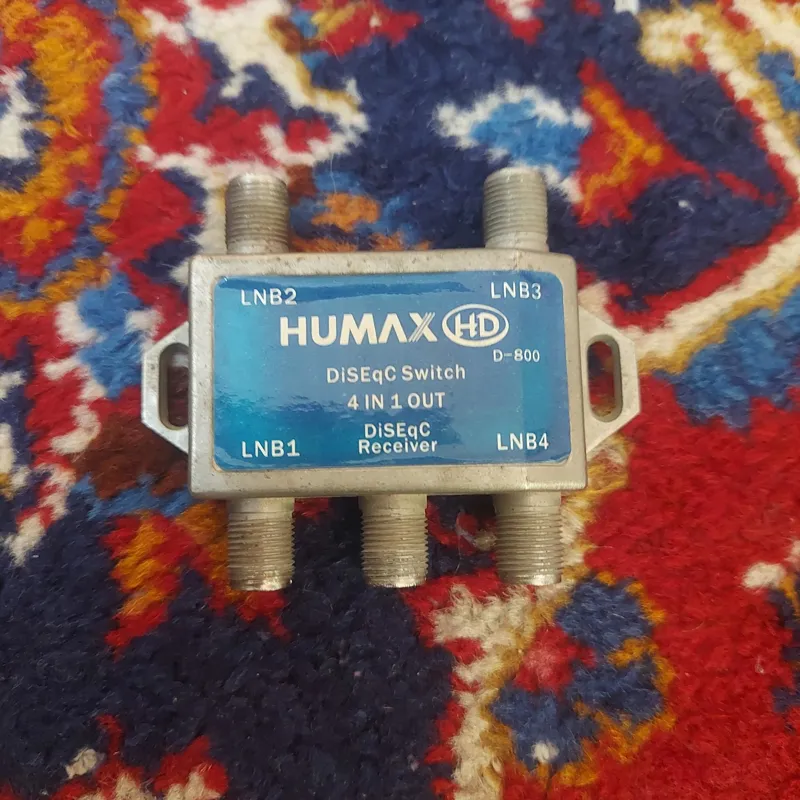 LNB2 LNB3
HUMAX HD
D-800
DiSEqC Switch
4 IN 1 OUT
LNB1 DiSEqC Receiver LNB4